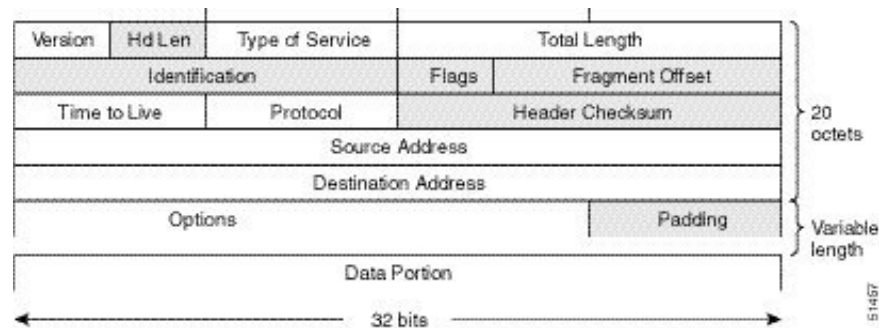 Version Hd Len Type of Service Total Length
Identification Flags Fragment Offset
Time to Live Protocol Header Checksum
20
octets
Source Address
Destination Address
Options Padding
Variable
length
Data Portion
32 bits
51457